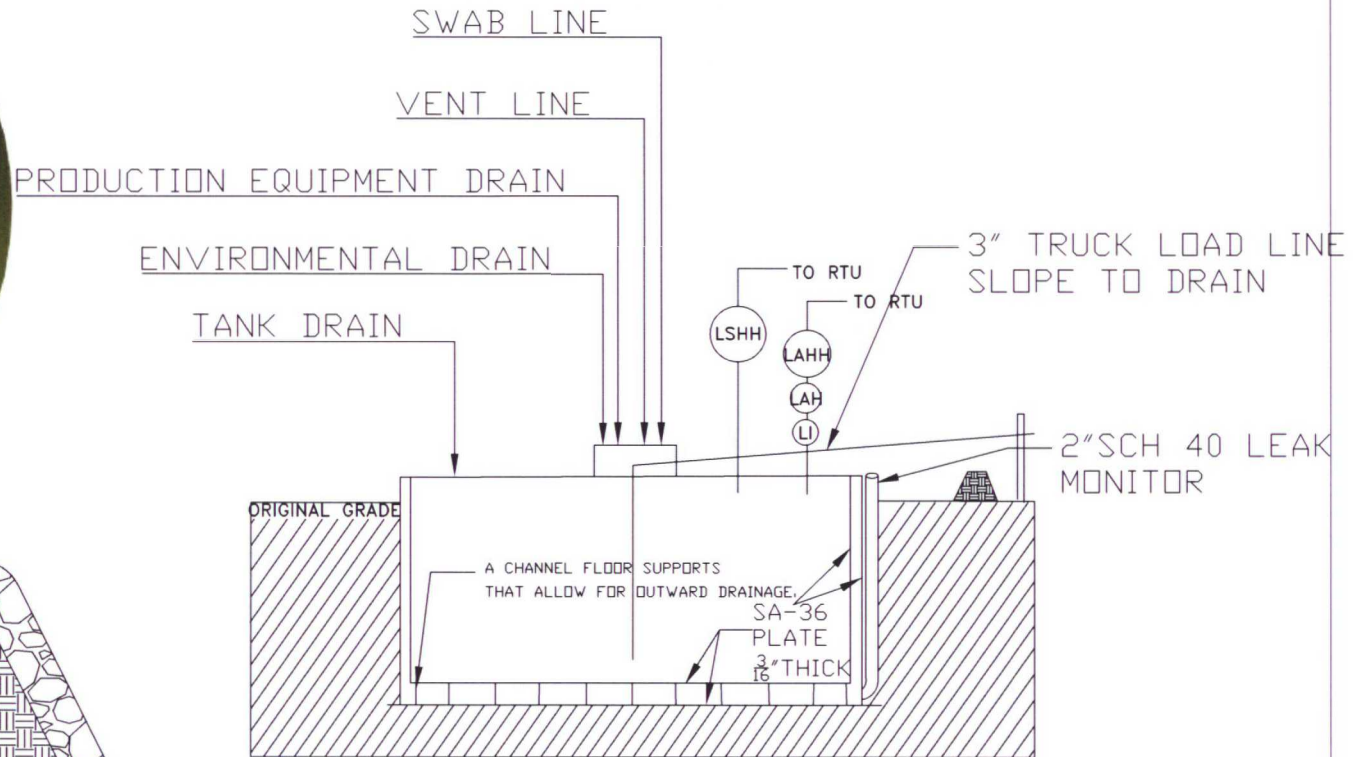 SWAB LINE
VENT LINE
PRODUCTION EQUIPMENT DRAIN
ENVIRONMENTAL DRAIN
TANK DRAIN
TO RTU
TO RTU
3" TRUCK LOAD LINE
SLOPE TO DRAIN
LSHH
LAHH
LAH
LI
2"SCH 40 LEAK
MONITOR
ORIGINAL GRADE
A CHANNEL FLOOR SUPPORTS
THAT ALLOW FOR OUTWARD DRAINAGE.
SA-36
PLATE
3/16"THICK